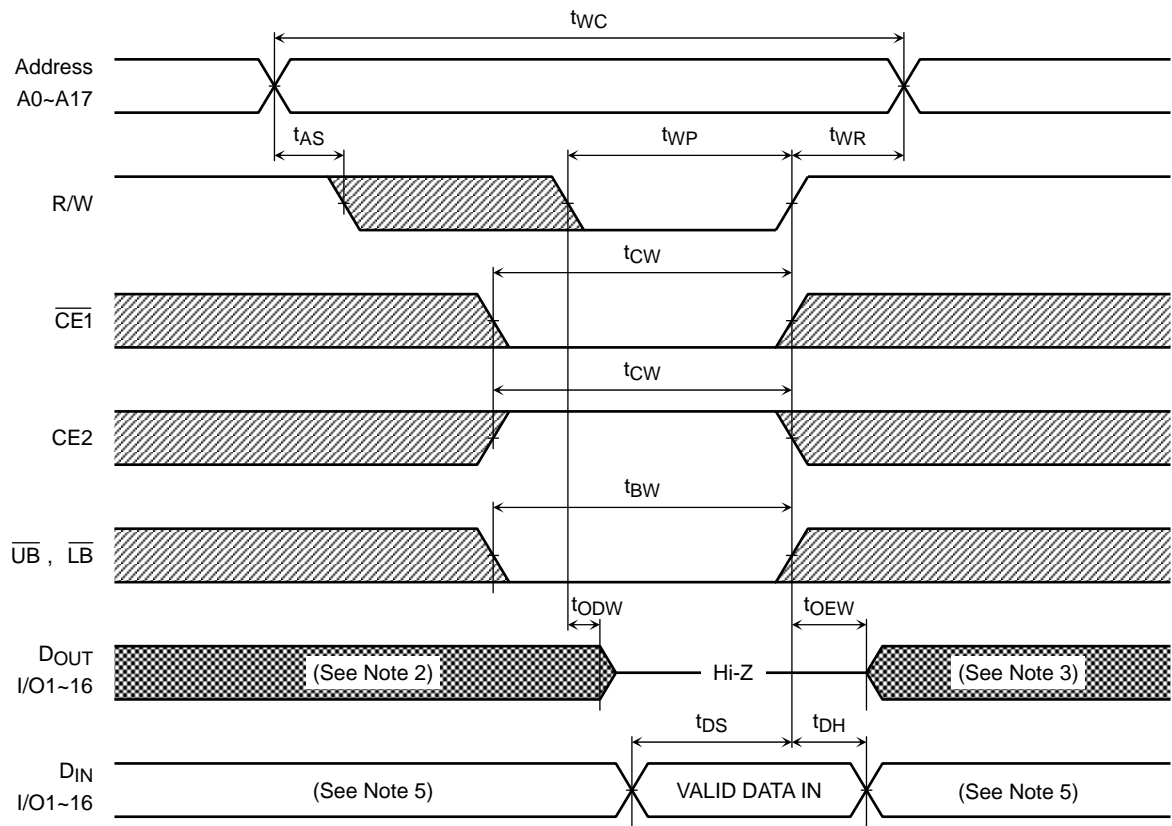 tWC
Address
A0~A17
tAS
tWP
tWR
R/W
tCW
CE1
tCW
CE2
tBW
UB , LB
tODW
tOEW
DOUT
I/O1~16
(See Note 2)
Hi-Z
(See Note 3)
tDS
tDH
DIN
I/O1~16
(See Note 5)
VALID DATA IN
(See Note 5)